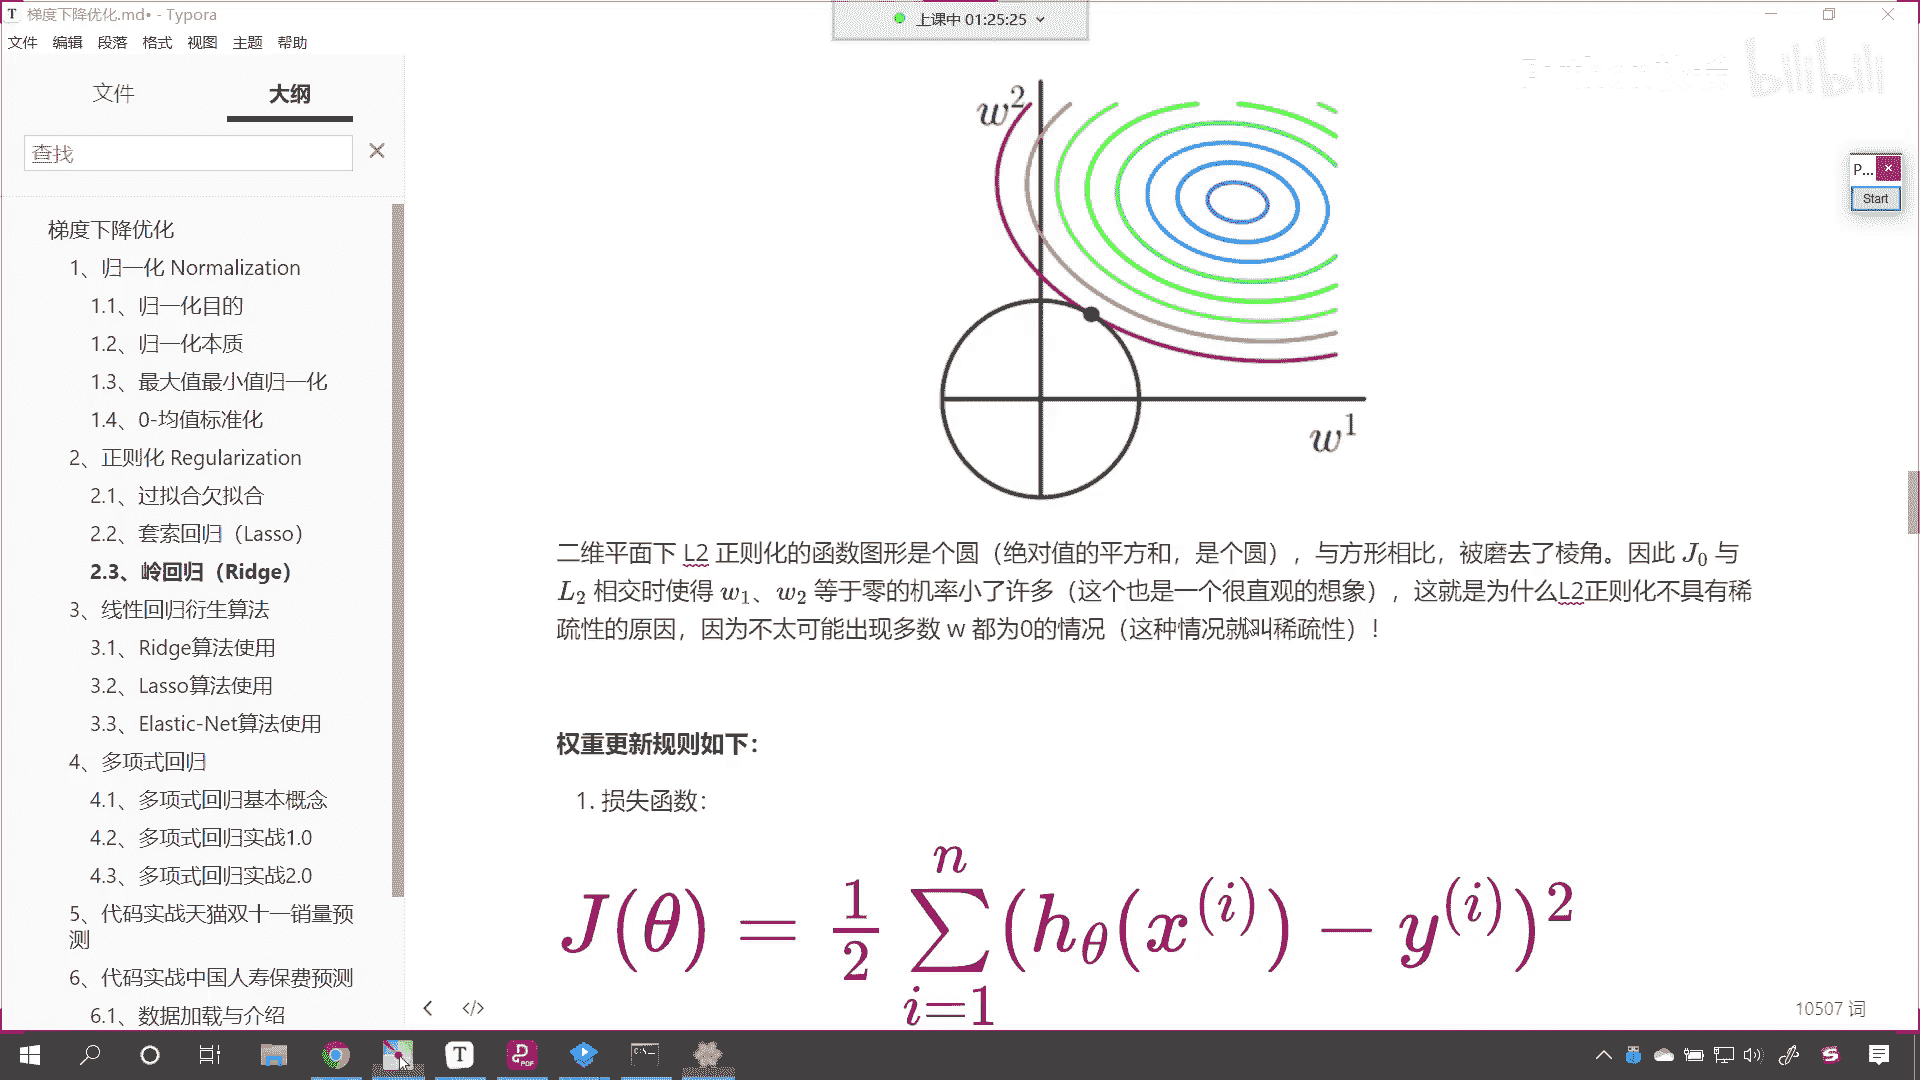 梯度下降优化.md• - Typora
上课中 01:25:25
文件 编辑 段落 格式 视图 主题 帮助
bilibili
文件 大纲
查找
梯度下降优化
1、归一化 Normalization
1.1、归一化目的
1.2、归一化本质
1.3、最大值最小值归一化
1.4、0-均值标准化
2、正则化 Regularization
2.1、过拟合欠拟合
2.2、套索回归（Lasso）
2.3、岭回归（Ridge）
3、线性回归衍生算法
3.1、Ridge算法使用
3.2、Lasso算法使用
3.3、Elastic-Net算法使用
4、多项式回归
4.1、多项式回归基本概念
4.2、多项式回归实战1.0
4.3、多项式回归实战2.0
5、代码实战天猫双十一销量预
测
6、代码实战中国人寿保费预测
6.1、数据加载与介绍
w²
w¹
二维平面下 L2 正则化的函数图形是个圆（绝对值的平方和，是个圆），与方形相比，被磨去了棱角。因此 J₀ 与
L₂ 相交时使得 w₁、w₂ 等于零的机率小了许多（这个也是一个很直观的想象），这就是为什么L2正则化不具有稀
疏性的原因，因为不太可能出现多数 w 都为0的情况（这种情况就叫稀疏性）！
权重更新规则如下：
1. 损失函数：
J(θ) = 1/2 ∑_{i=1}^{n} (h_θ(x^{(i)}) − y^{(i)})²
10507 词
P...
Start